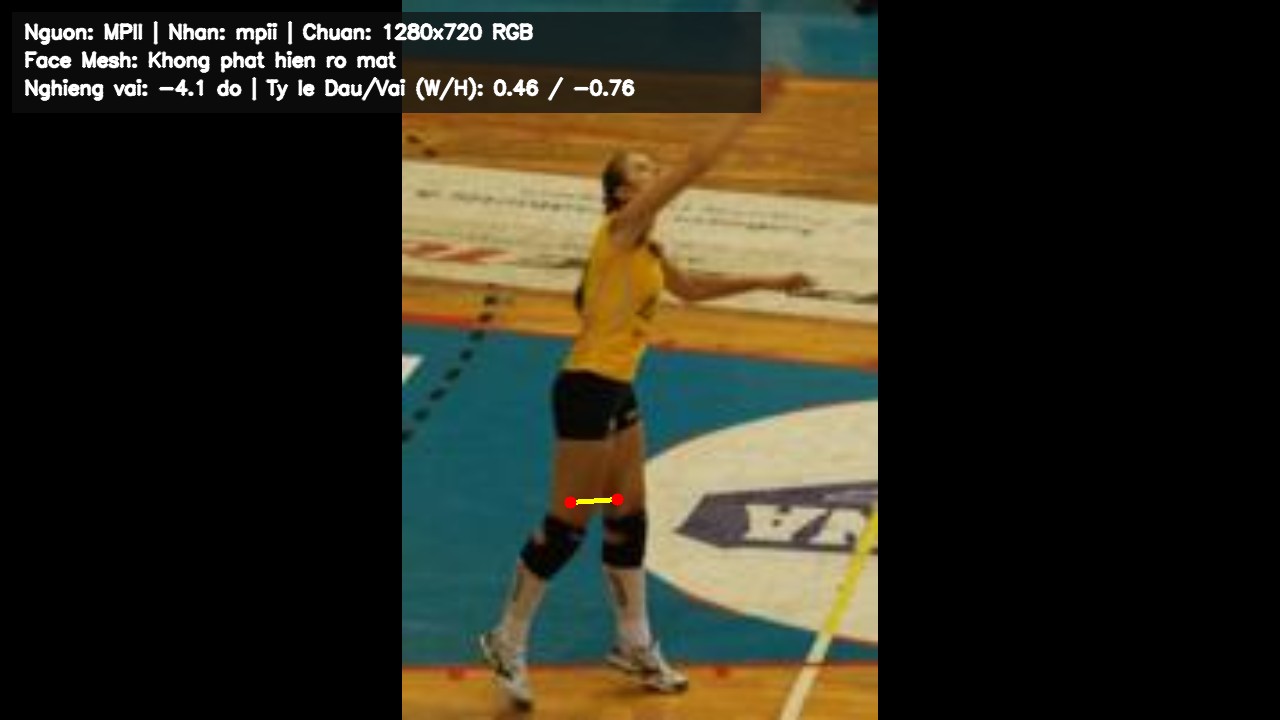 Nguon: MPII | Nhan: mpii | Chuan: 1280x720 RGB
Face Mesh: Khong phat hien ro mat
Nghieng vai: -4.1 do | Ty le Dau/Vai (W/H): 0.46 / -0.76